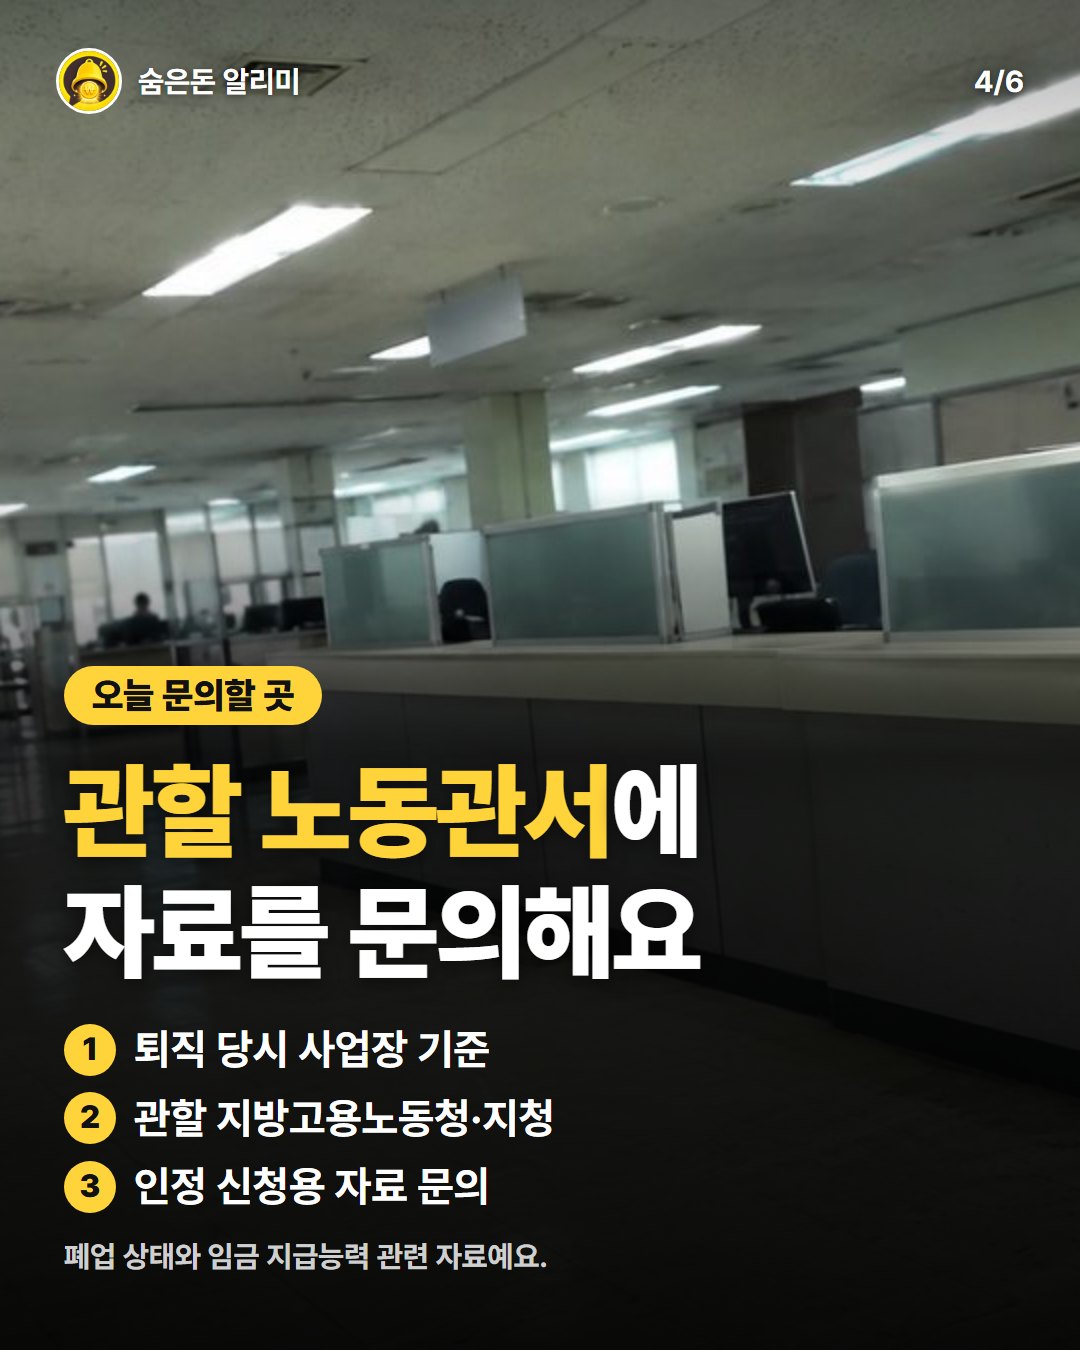 숨은돈 알리미
4/6
오늘 문의할 곳
관할 노동관서에
자료를 문의해요
1 퇴직 당시 사업장 기준
2 관할 지방고용노동청·지청
3 인정 신청용 자료 문의
폐업 상태와 임금 지급능력 관련 자료예요.